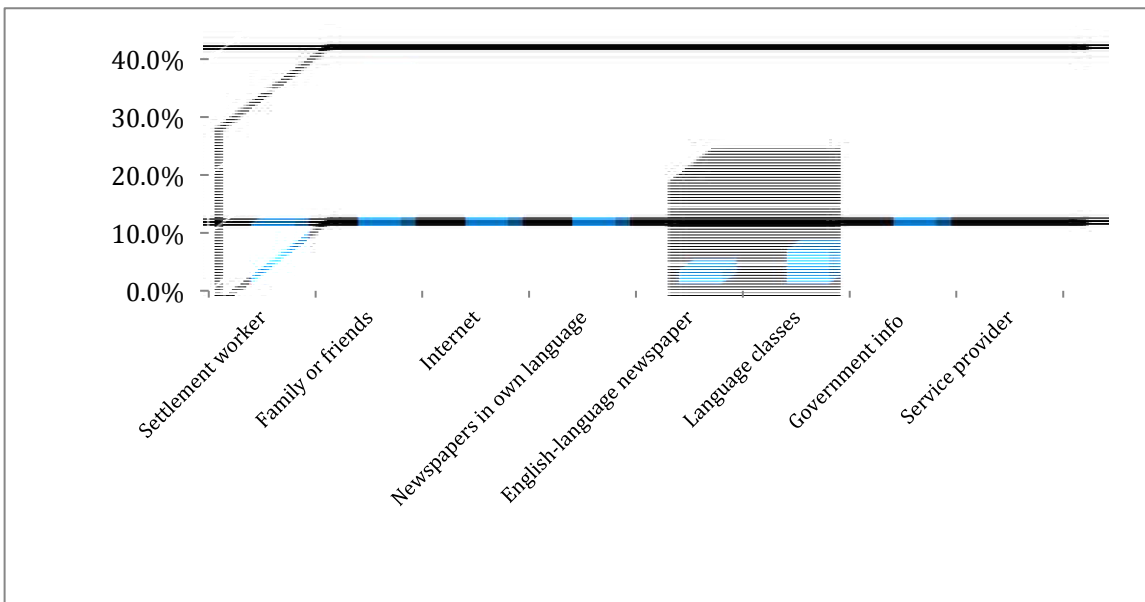 40.0%
30.0%
20.0%
10.0%
0.0%
Settlement worker
Family or friends
Internet
Newspapers in own language
English-language newspaper
Language classes
Government info
Service provider